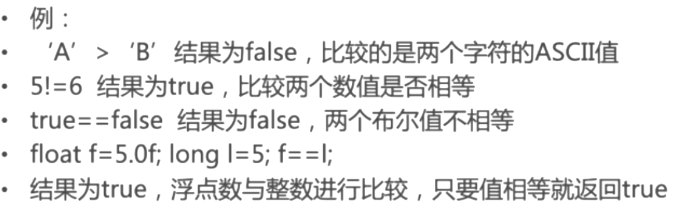 • 例：
• ‘A’ > ‘B’ 结果为false，比较的是两个字符的ASCII值
• 5!=6 结果为true，比较两个数值是否相等
• true==false 结果为false，两个布尔值不相等
• float f=5.0f; long l=5; f==l;
• 结果为true，浮点数与整数进行比较，只要值相等就返回true